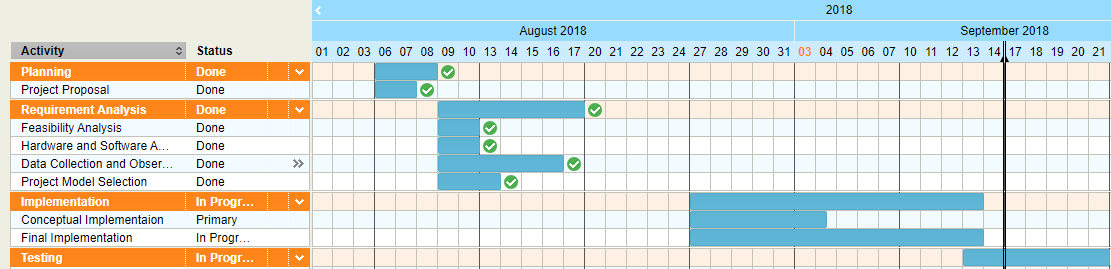 2018
August 2018 September 2018
Activity Status 01 02 03 06 07 08 09 10 13 14 15 16 17 20 21 22 23 24 27 28 29 30 31 03 04 05 06 07 10 11 12 13 14 17 18 19 20 21
Planning Done
Project Proposal Done
Requirement Analysis Done
Feasibility Analysis Done
Hardware and Software A... Done
Data Collection and Obser... Done
Project Model Selection Done
Implementation In Progr...
Conceptual Implementaion Primary
Final Implementation In Progr...
Testing In Progr...